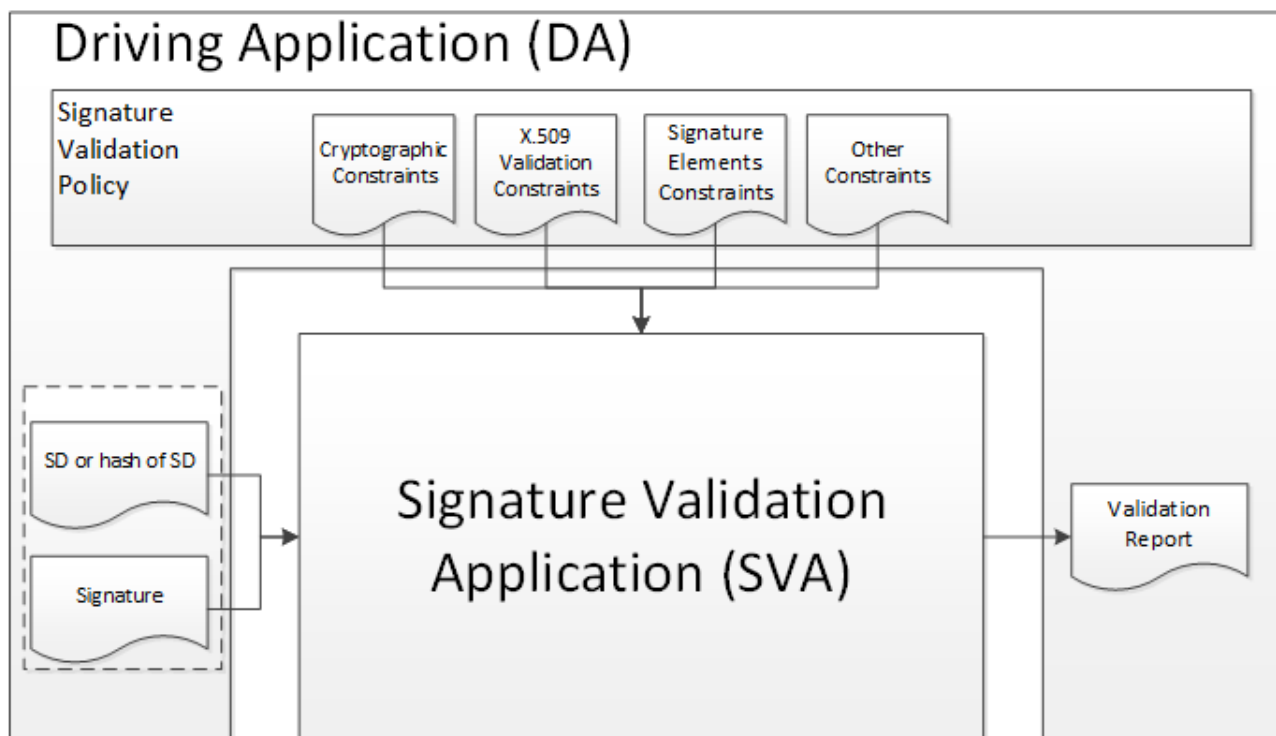 Driving Application (DA)
Signature
Validation
Policy
Cryptographic
Constraints
X.509
Validation
Constraints
Signature
Elements
Constraints
Other
Constraints
SD or hash of SD
Signature
Signature Validation
Application (SVA)
Validation
Report